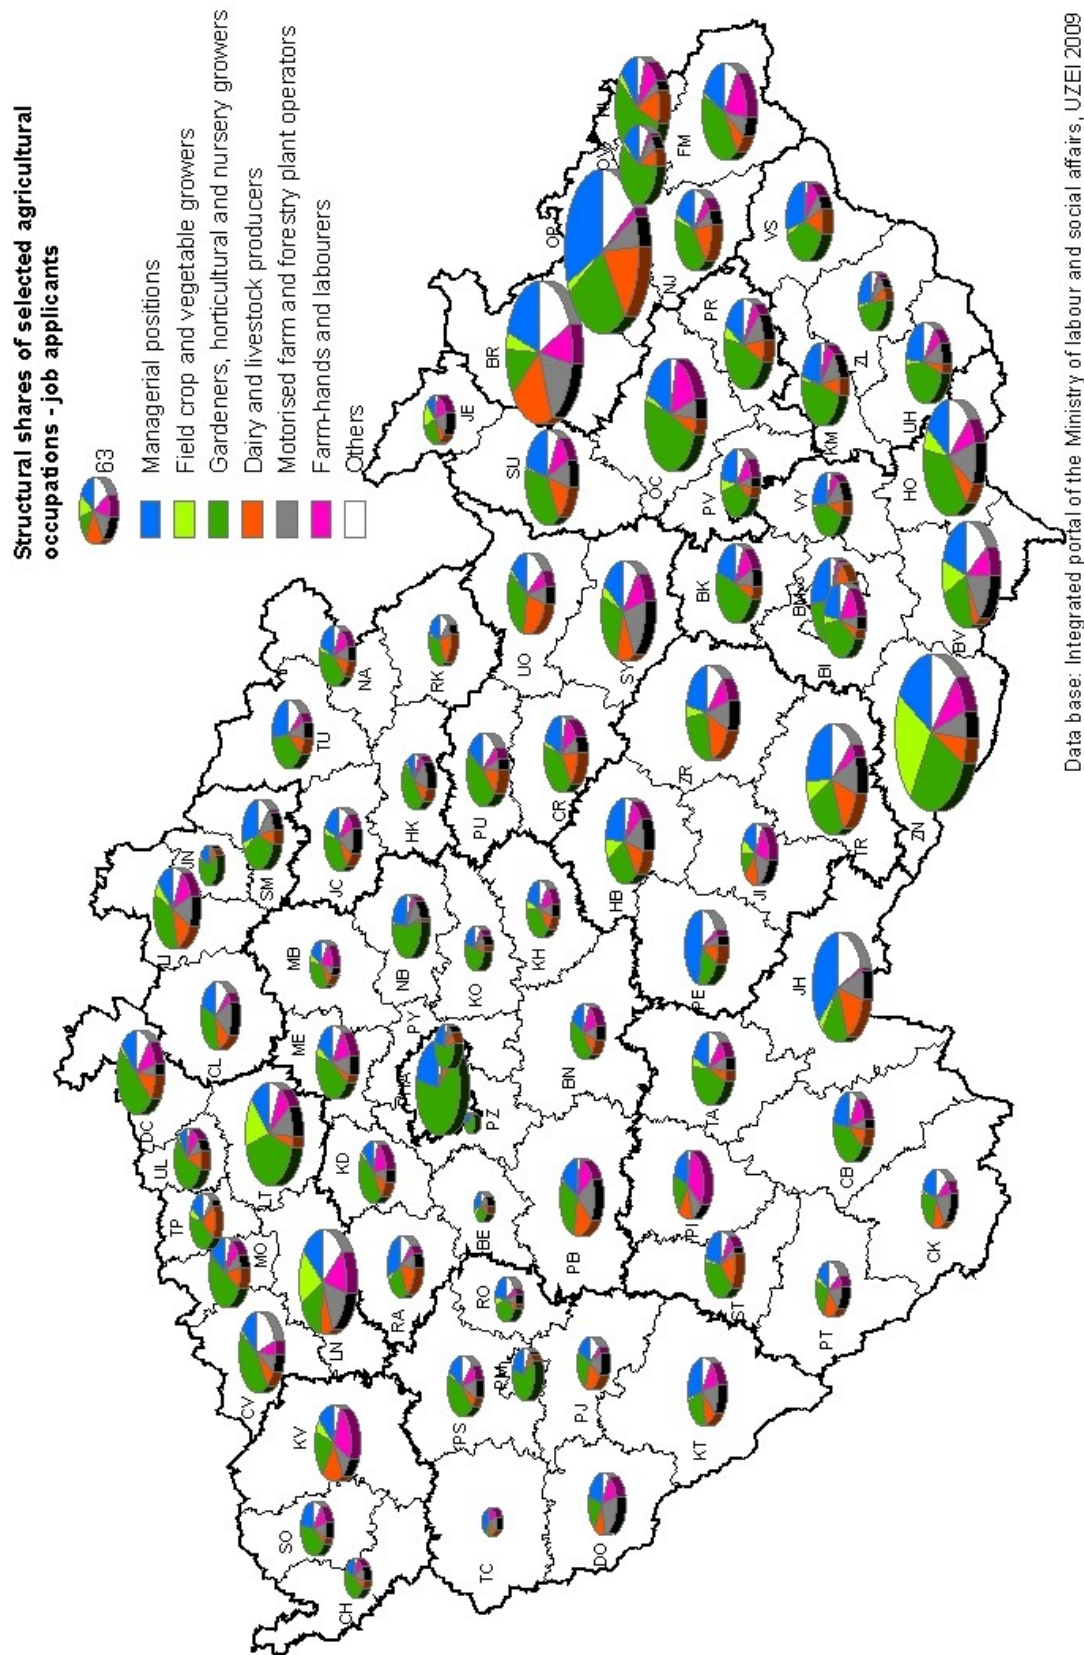 Structural shares of selected agricultural
occupations - job applicants
63
Managerial positions
Field crop and vegetable growers
Gardeners, horticultural and nursery growers
Dairy and livestock producers
Motorised farm and forestry plant operators
Farm-hands and labourers
Others
LI
JN
DC
CL
SM
TU
UL
MB
JC
NA
TP
LT
ME
NB
HK
RK
JE
MO
KD
PY
KO
PU
UO
SU
BR
OP
CV
LN
RA
PZ
KH
CR
SY
OC
NJ
FM
KV
BE
BN
HB
ZR
BK
PV
PR
SO
RO
PB
PE
JI
BI
VY
KM
VS
CH
PS
PM
PI
TA
JH
TR
ZN
BV
HO
UH
ZL
TC
PJ
ST
CB
DO
KT
PT
CK
Data base: Integrated portal of the Ministry of labour and social affairs, UZEI 2009